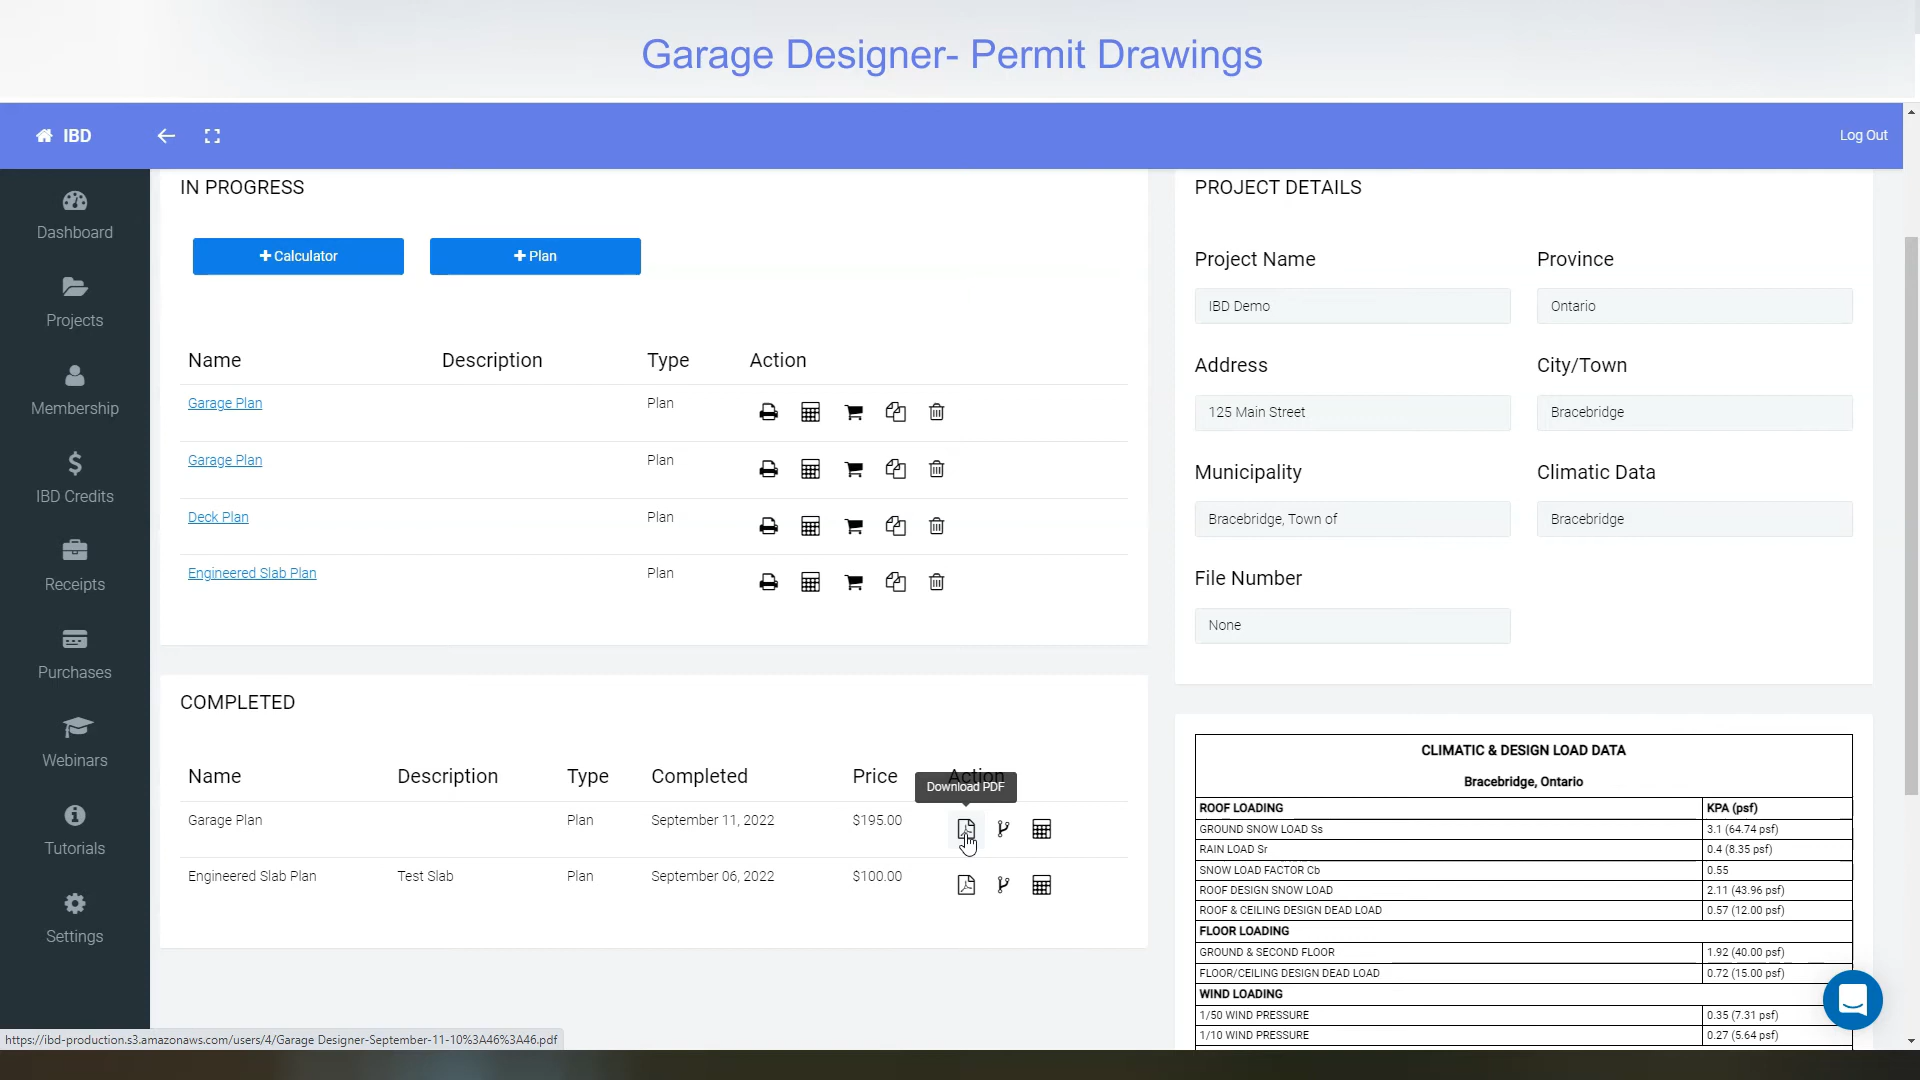 Garage Designer- Permit Drawings
IBD
Log Out
Dashboard
Projects
Membership
IBD Credits
Receipts
Purchases
Webinars
Tutorials
Settings
IN PROGRESS
Calculator
Plan
Name Description Type Action
Garage Plan Plan
Garage Plan Plan
Deck Plan Plan
Engineered Slab Plan Plan
COMPLETED
Name Description Type Completed Price Action
Download PDF
Garage Plan Plan September 11, 2022 $195.00
Engineered Slab Plan Test Slab Plan September 06, 2022 $100.00
PROJECT DETAILS
Project Name Province
IBD Demo Ontario
Address City/Town
125 Main Street Bracebridge
Municipality Climatic Data
Bracebridge, Town of Bracebridge
File Number
None
CLIMATIC & DESIGN LOAD DATA
Bracebridge, Ontario
ROOF LOADING KPA (psf)
GROUND SNOW LOAD Ss 3.1 (64.74 psf)
RAIN LOAD Sr 0.4 (8.35 psf)
SNOW LOAD FACTOR Cb 0.55
ROOF DESIGN SNOW LOAD 2.11 (43.96 psf)
ROOF & CEILING DESIGN DEAD LOAD 0.57 (12.00 psf)
FLOOR LOADING
GROUND & SECOND FLOOR 1.92 (40.00 psf)
FLOOR/CEILING DESIGN DEAD LOAD 0.72 (15.00 psf)
WIND LOADING
1/50 WIND PRESSURE 0.35 (7.31 psf)
1/10 WIND PRESSURE 0.27 (5.64 psf)
https://ibd-production.s3.amazonaws.com/users/4/Garage Designer-September-11-10%3A46%3A46.pdf